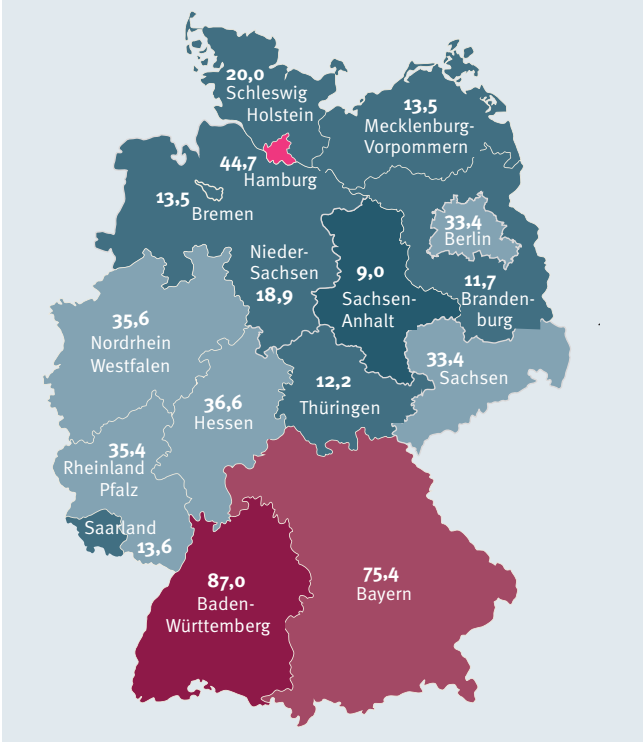 20,0
Schleswig
Holstein
13,5
Mecklenburg-
Vorpommern
44,7
Hamburg
13,5
Bremen
33,4
Berlin
Nieder-
Sachsen
18,9
9,0
Sachsen-
Anhalt
11,7
Branden-
burg
35,6
Nordrhein
Westfalen
33,4
Sachsen
12,2
Thüringen
36,6
Hessen
35,4
Rheinland
Pfalz
Saarland
13,6
87,0
Baden-
Württemberg
75,4
Bayern